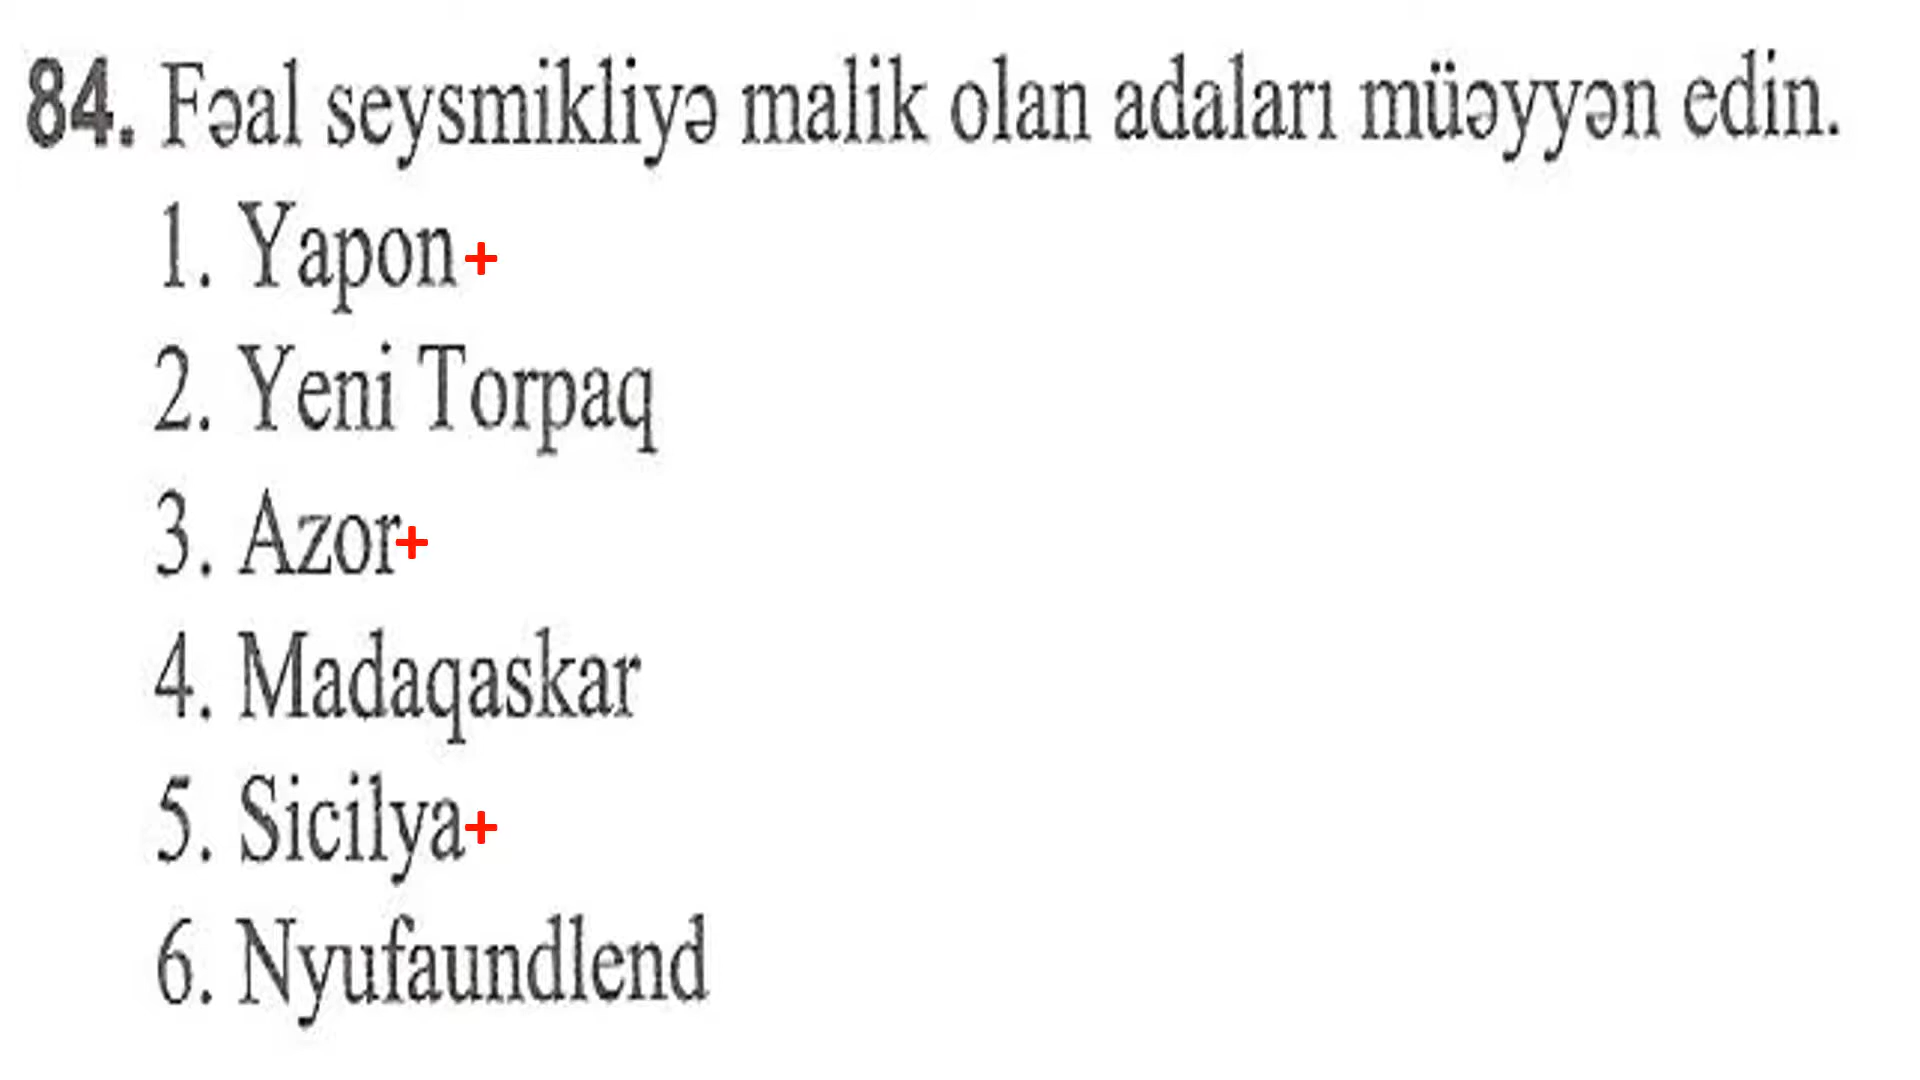 84. Fəal seysmikliyə malik olan adaları müəyyən edin.
1. Yapon+
2. Yeni Torpaq
3. Azor+
4. Madaqaskar
5. Sicilya+
6. Nyufaundlend